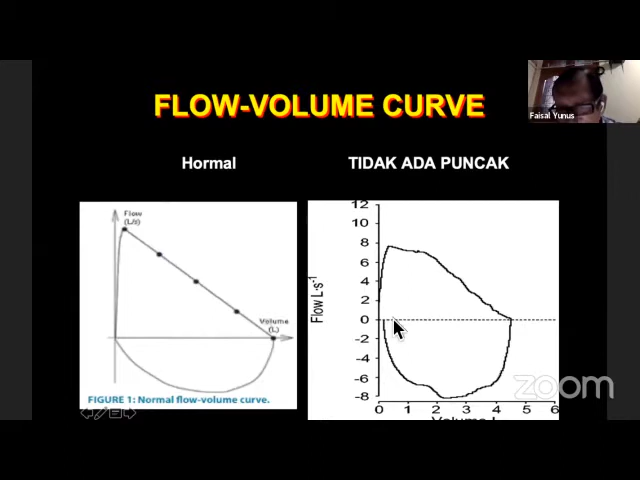 FLOW-VOLUME CURVE
Faisal Yunus
Hormal
TIDAK ADA PUNCAK
Flow
(L/s)
Volume
(L)
FIGURE 1: Normal flow-volume curve.
12
10
8
6
4
2
0
-2
-4
-6
-8
Flow L·s-1
0 1 2 3 4 5 6
Volume L
zoom